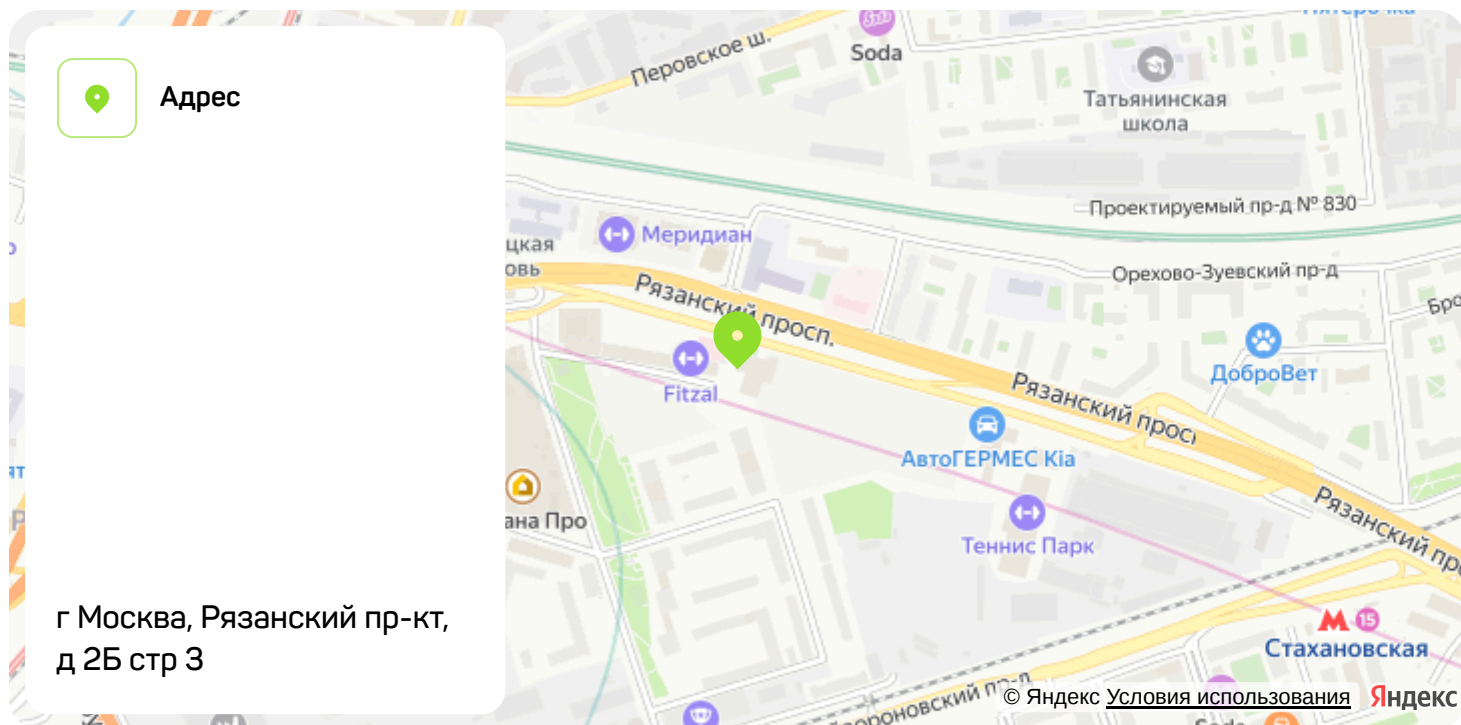 Адрес
г Москва, Рязанский пр-кт,
д 2Б стр 3
Перовское ш.
Soda
Татьянинская
школа
Проектируемый пр-д № 830
Меридиан
Орехово-Зуевский пр-д
Рязанский просп.
Fitzal
ДоброВет
Рязанский прос
АвтоГЕРМЕС Kia
ана Про
Теннис Парк
Рязанский пр
15
Стахановская
© Яндекс Условия использования Яндекс